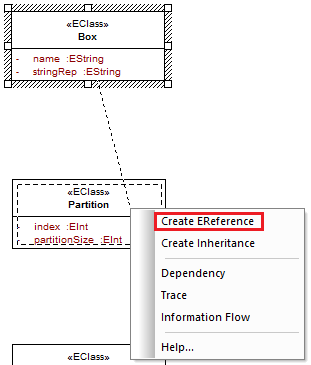 «EClass»
Box
- name :EString
- stringRep :EString
«EClass»
Partition
- index :EInt
- partitionSize :EInt
Create EReference
Create Inheritance
Dependency
Trace
Information Flow
Help...
«EClass»